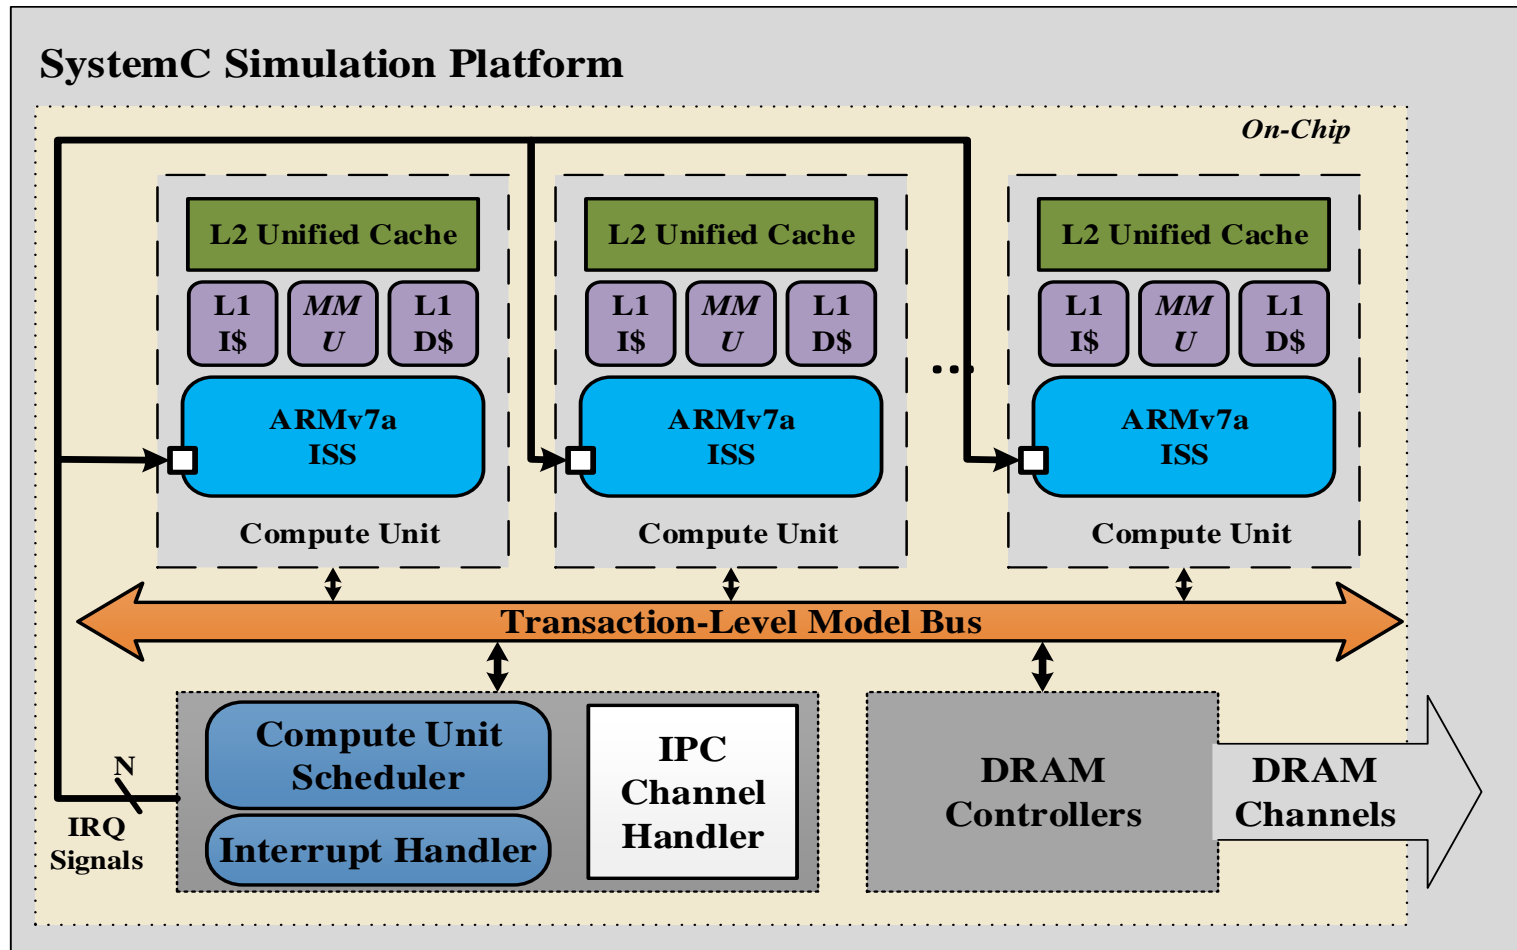 SystemC Simulation Platform
On-Chip
L2 Unified Cache
L1
I$
MM
U
L1
D$
ARMv7a
ISS
Compute Unit
L2 Unified Cache
L1
I$
MM
U
L1
D$
ARMv7a
ISS
Compute Unit
...
L2 Unified Cache
L1
I$
MM
U
L1
D$
ARMv7a
ISS
Compute Unit
Transaction-Level Model Bus
N
IRQ
Signals
Compute Unit
Scheduler
Interrupt Handler
IPC
Channel
Handler
DRAM
Controllers
DRAM
Channels